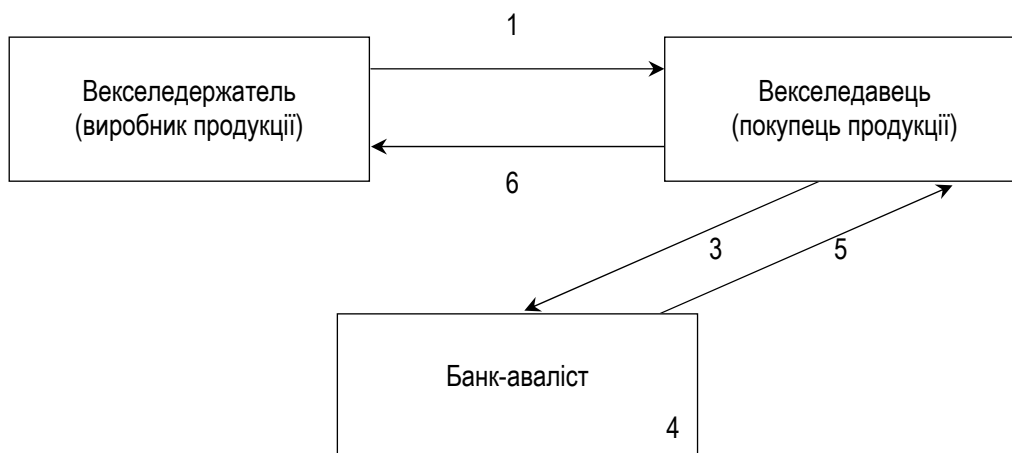 1
Векселедержатель
(виробник продукції)
Векселедавець
(покупець продукції)
6
3
5
Банк-аваліст
4